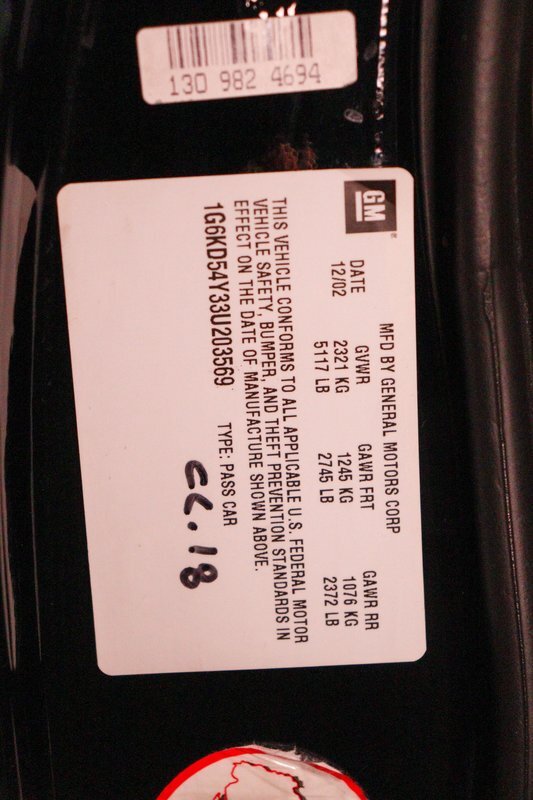 130 982 4694
GM
MFD BY GENERAL MOTORS CORP
DATE GVWR GAWR FRT GAWR RR
12/02 2321 KG 1245 KG 1076 KG
5117 LB 2745 LB 2372 LB
THIS VEHICLE CONFORMS TO ALL APPLICABLE U.S. FEDERAL MOTOR
VEHICLE SAFETY, BUMPER, AND THEFT PREVENTION STANDARDS IN
EFFECT ON THE DATE OF MANUFACTURE SHOWN ABOVE.
1G6KD54Y33U203569 TYPE: PASS CAR